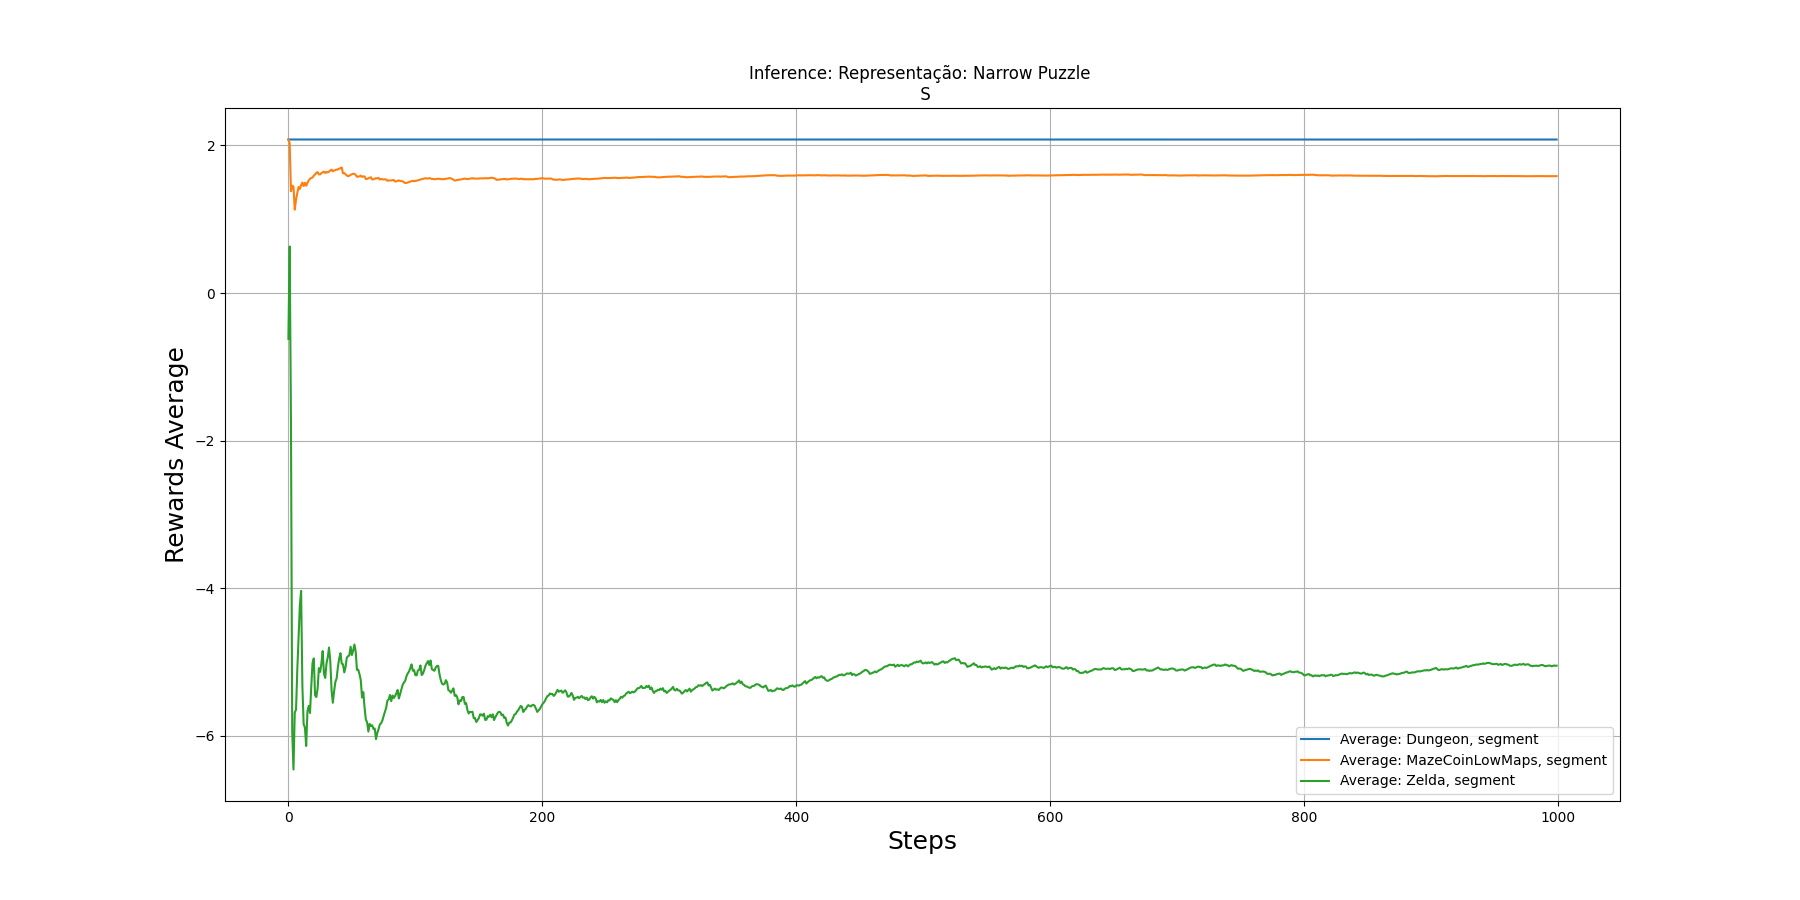 Inference: Representação: Narrow Puzzle
S
2
0
−2
−4
−6
Rewards Average
0
200
400
600
800
1000
Steps
Average: Dungeon, segment
Average: MazeCoinLowMaps, segment
Average: Zelda, segment